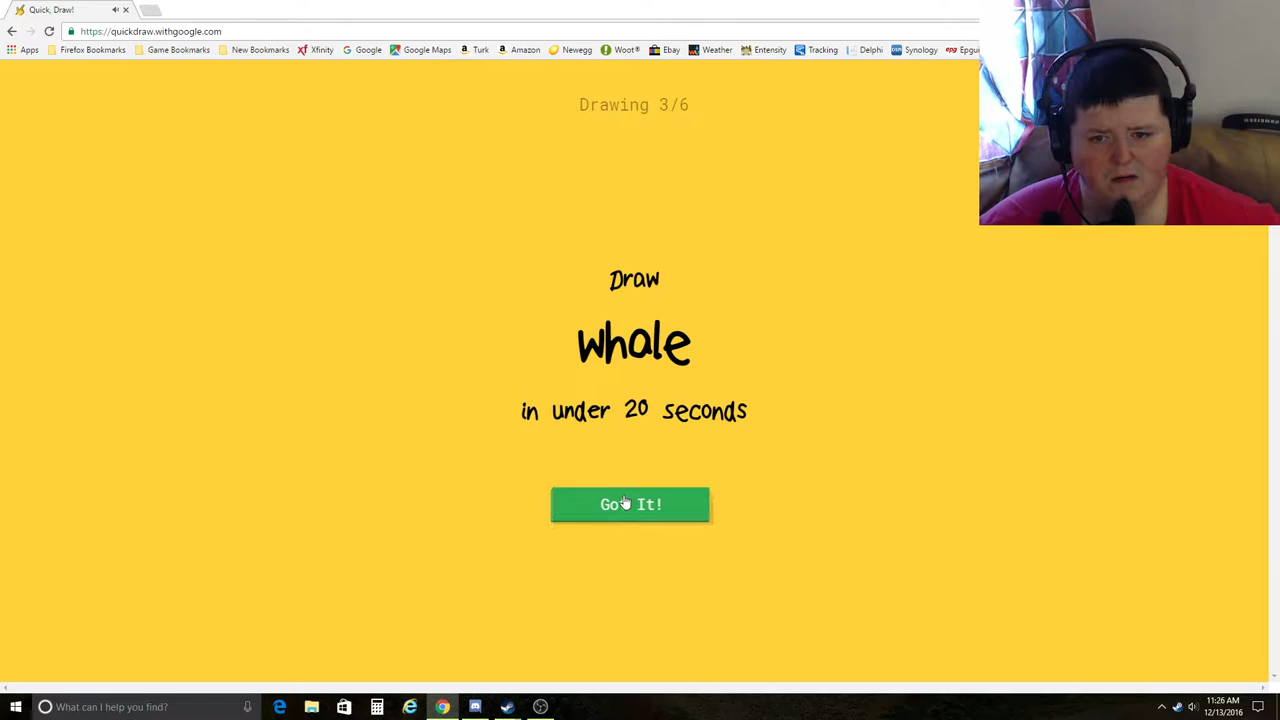 Quick, Draw!
https://quickdraw.withgoogle.com
Apps Firefox Bookmarks Game Bookmarks New Bookmarks Xfinity Google Google Maps Turk Amazon Newegg Woot® Ebay Weather Entensity Tracking Delphi Synology Epgui
Drawing 3/6
Draw
whale
in under 20 seconds
Got It!
What can I help you find?
11:26 AM
12/13/2016